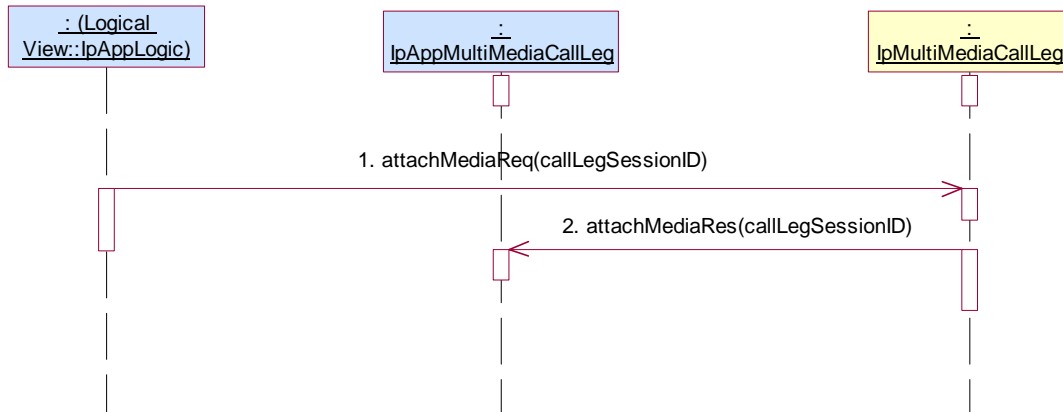 : (Logical
View::IpAppLogic)
:
IpAppMultiMediaCallLeg
:
IpMultiMediaCallLeg
1. attachMediaReq(callLegSessionID)
2. attachMediaRes(callLegSessionID)